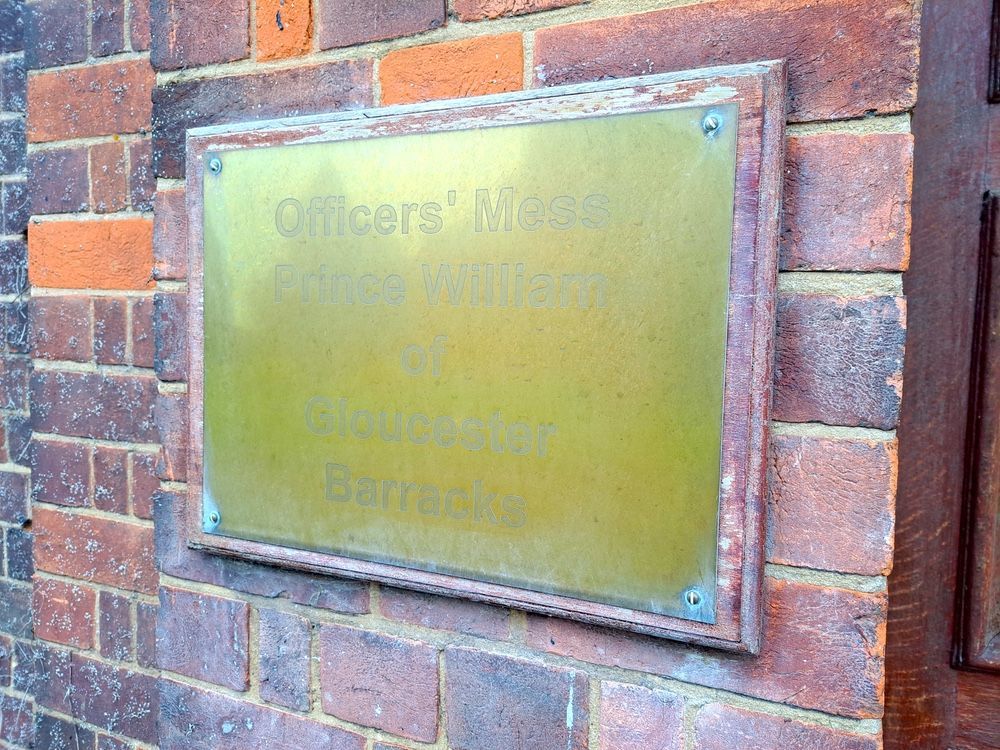 Officers' Mess
Prince William
of
Gloucester
Barracks